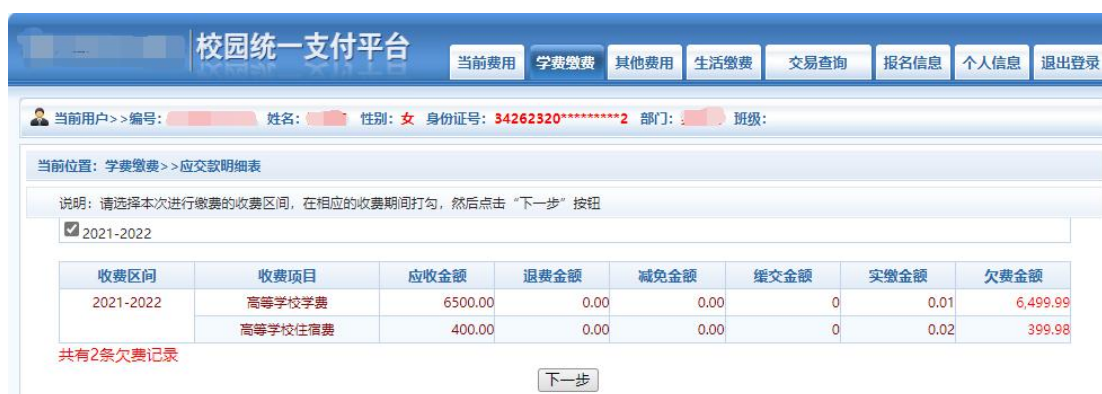 校园统一支付平台
当前费用 学费缴费 其他费用 生活缴费 交易查询 报名信息 个人信息 退出登录
当前用户>>编号: 姓名: 性别: 女 身份证号: 34262320*********2 部门: 班级:
当前位置: 学费缴费>>应交款明细表
说明: 请选择本次进行缴费的收费区间, 在相应的收费期间打勾, 然后点击 “下一步” 按钮
2021-2022
收费区间 收费项目 应收金额 退费金额 减免金额 缓交金额 实缴金额 欠费金额
2021-2022 高等学校学费 6500.00 0.00 0.00 0 0.01 6,499.99
高等学校住宿费 400.00 0.00 0.00 0 0.02 399.98
共有2条欠费记录
下一步